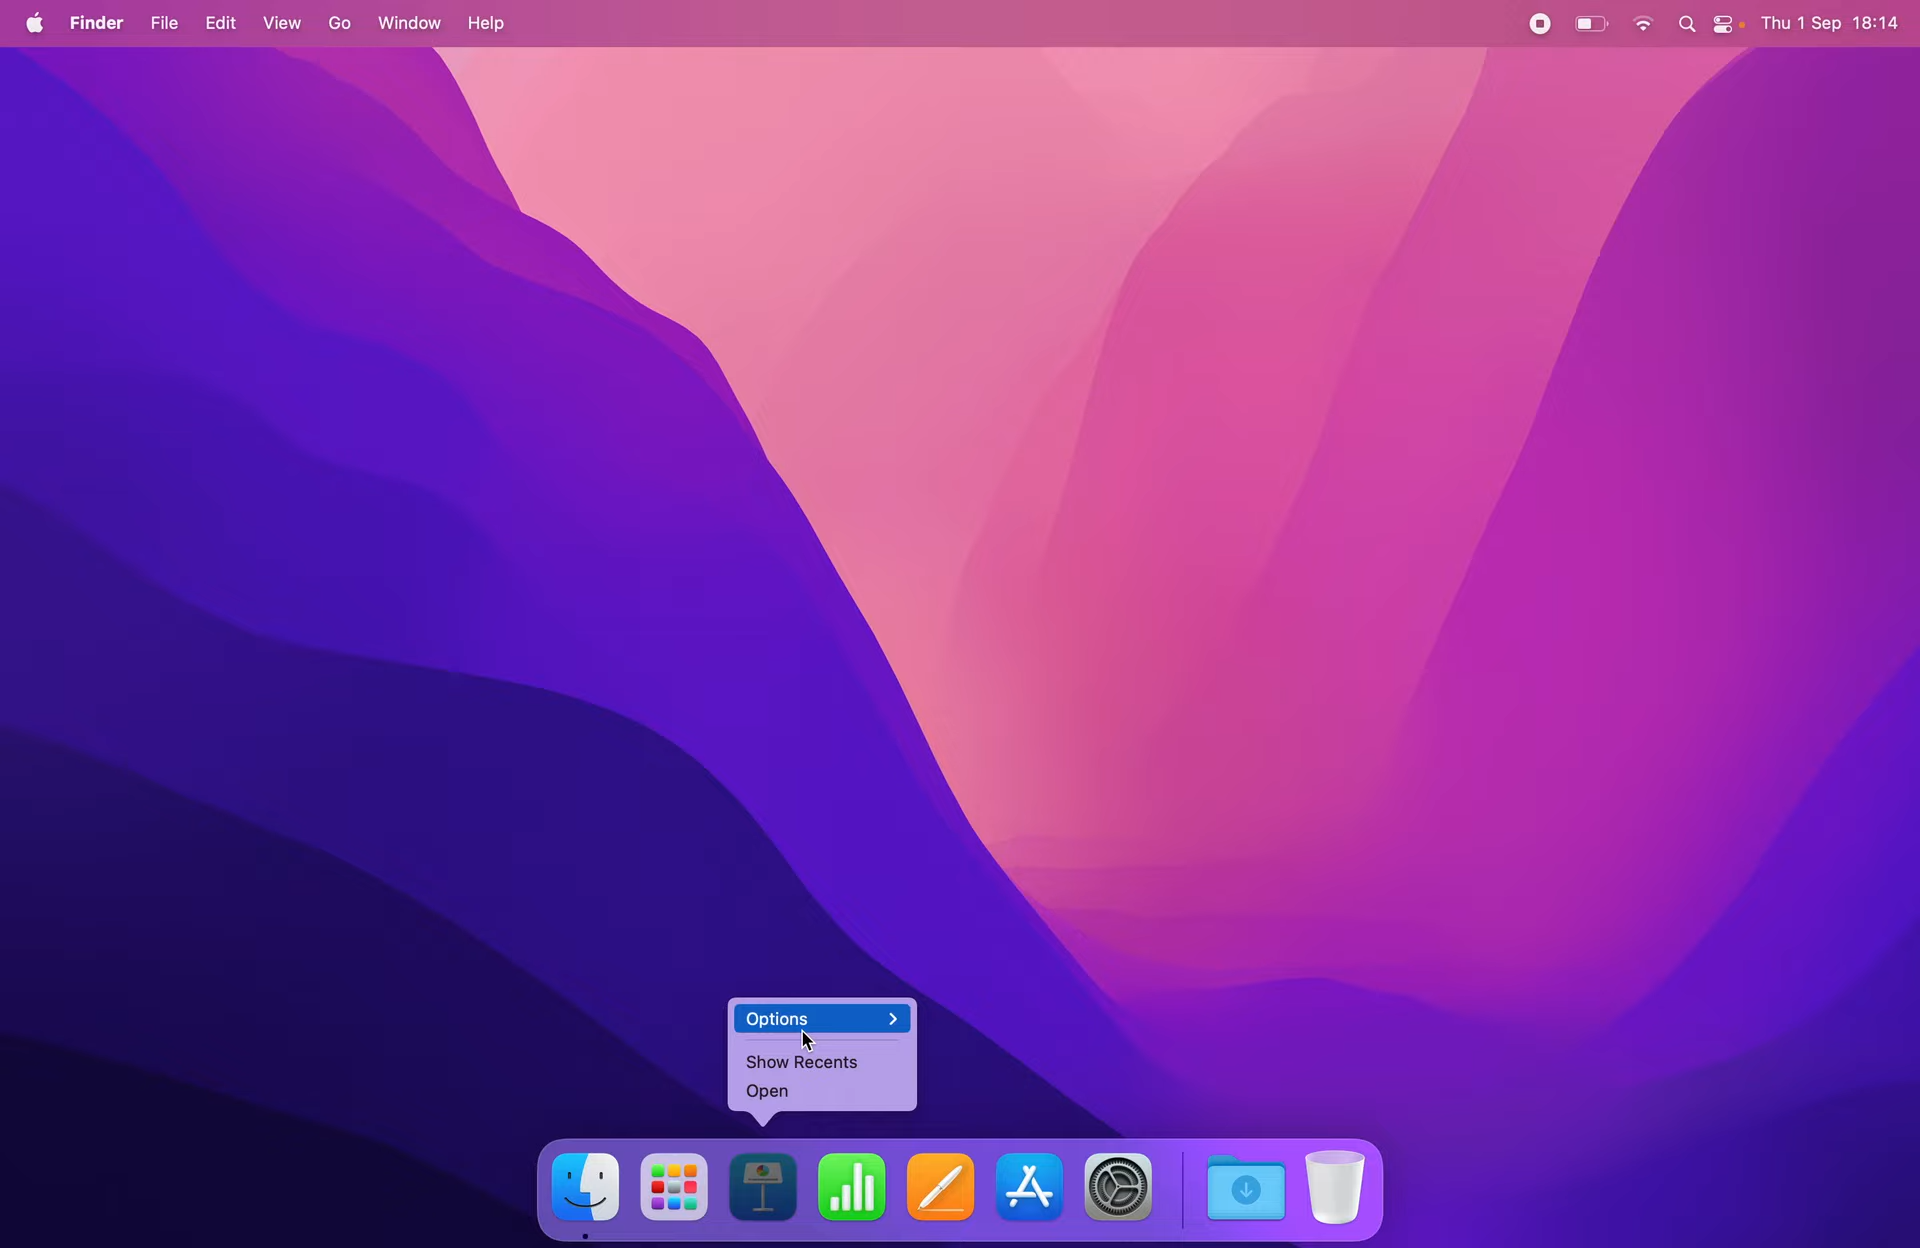 Finder File Edit View Go Window Help Thu 1 Sep 18:14
Options
Show Recents
Open